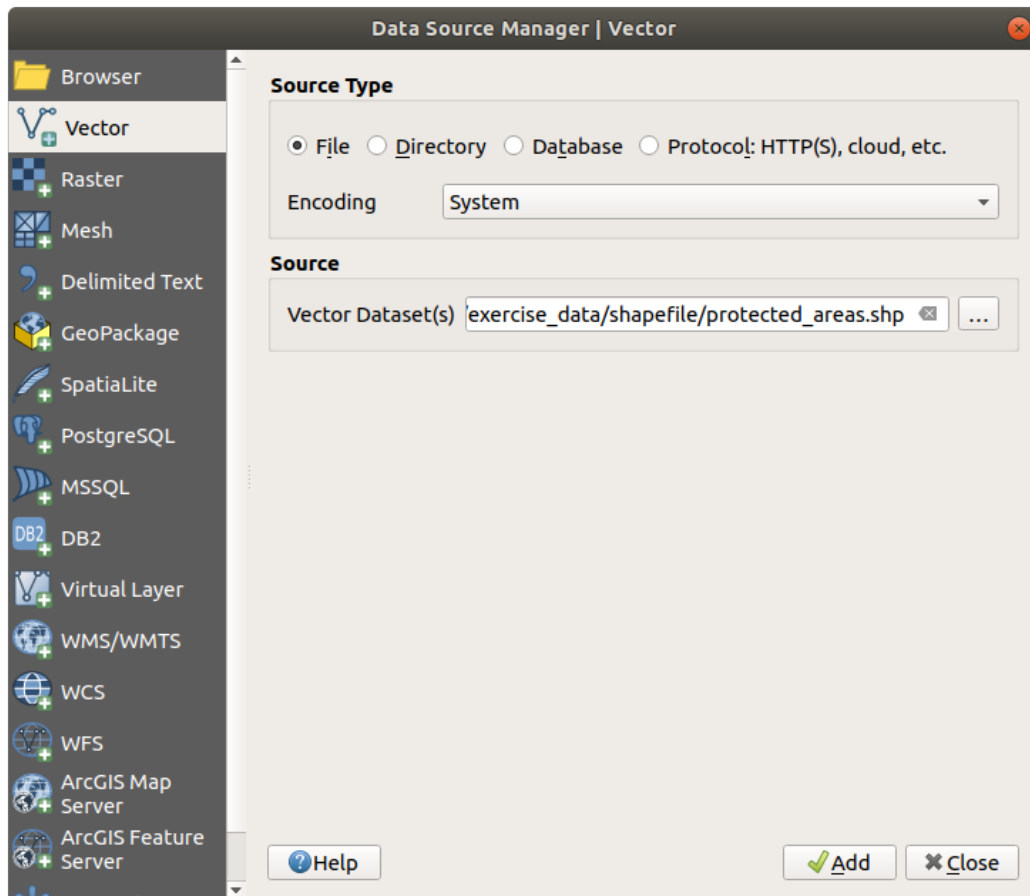 Data Source Manager | Vector
Browser
Vector
Raster
Mesh
Delimited Text
GeoPackage
SpatiaLite
PostgreSQL
MSSQL
DB2
DB2
Virtual Layer
WMS/WMTS
WCS
WFS
ArcGIS Map
Server
ArcGIS Feature
Server
Source Type
File Directory Database Protocol: HTTP(S), cloud, etc.
Encoding System
Source
Vector Dataset(s) /exercise_data/shapefile/protected_areas.shp ...
Help Add Close